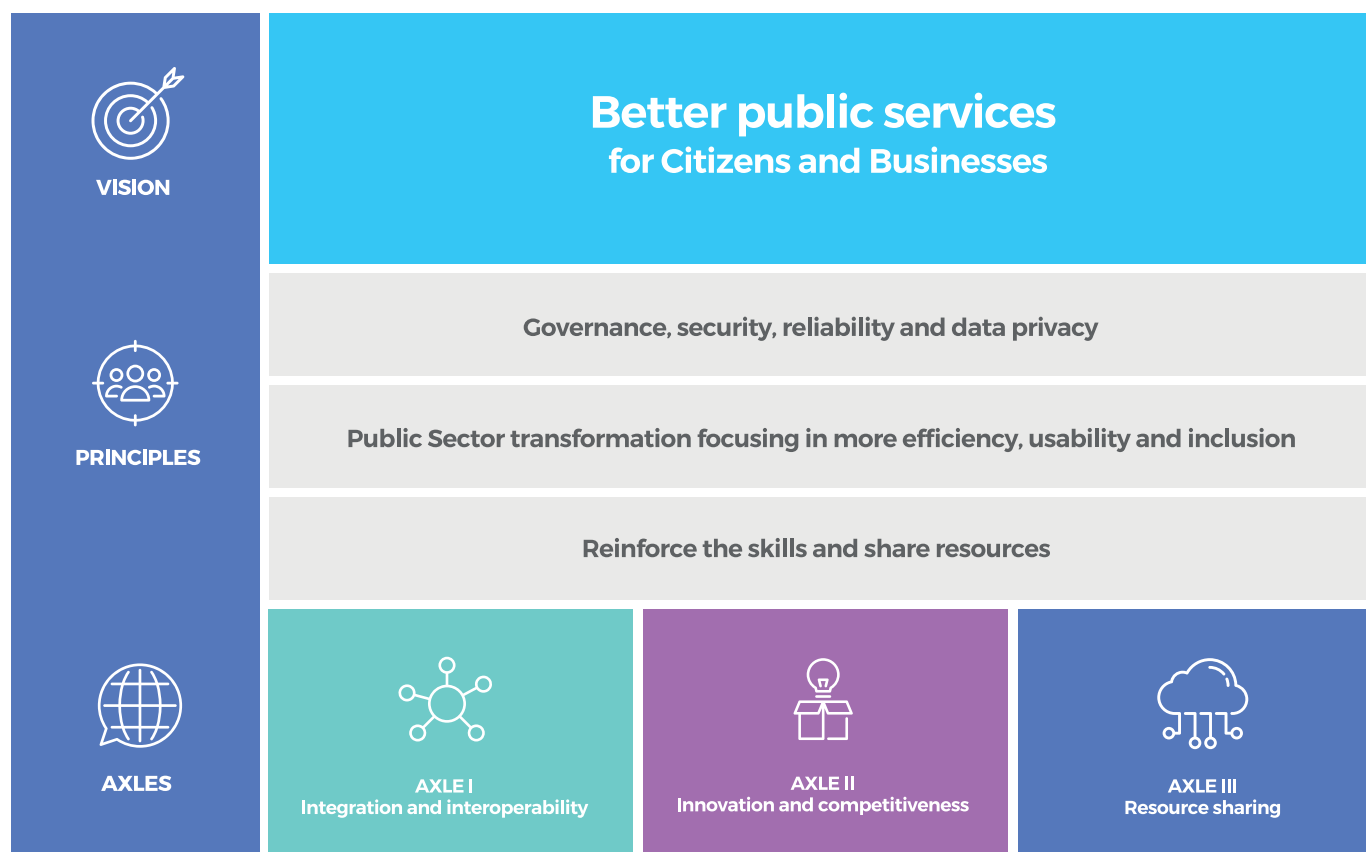 VISION
Better public services
for Citizens and Businesses
PRINCIPLES
Governance, security, reliability and data privacy
Public Sector transformation focusing in more efficiency, usability and inclusion
Reinforce the skills and share resources
AXLES
AXLE I
Integration and interoperability
AXLE II
Innovation and competitiveness
AXLE III
Resource sharing